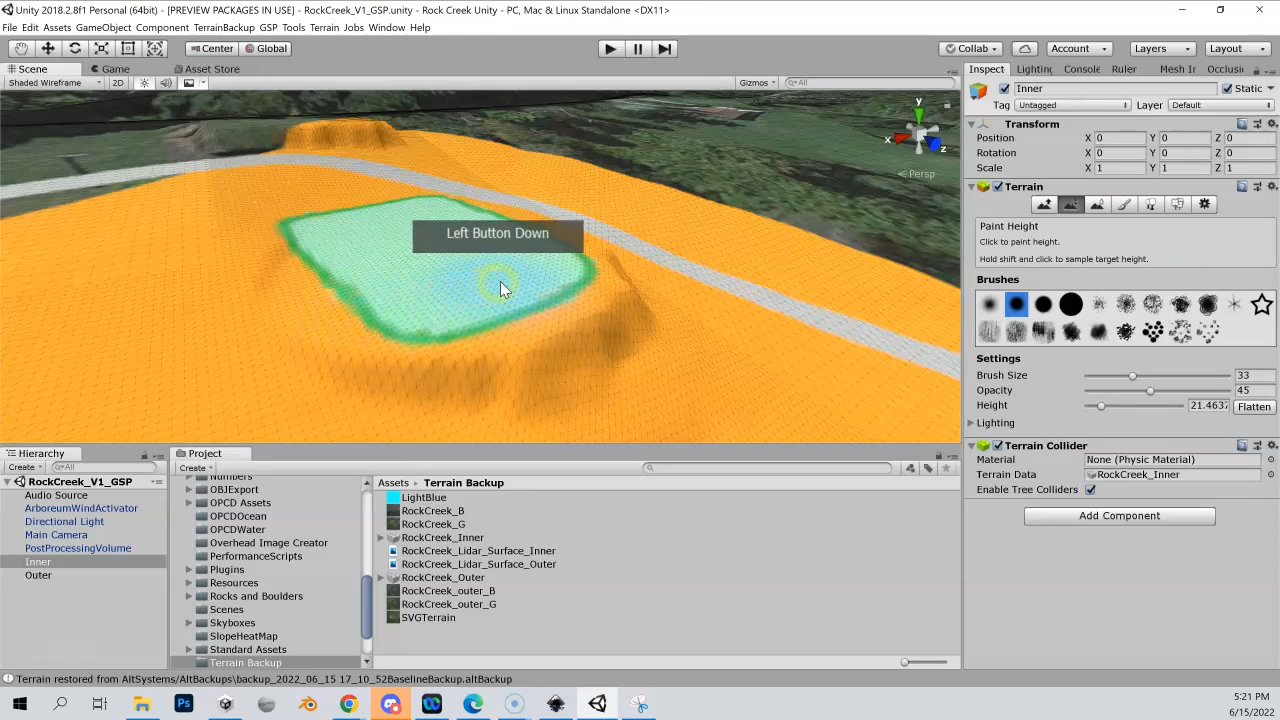 Unity 2018.2.8f1 Personal (64bit) - [PREVIEW PACKAGES IN USE] - RockCreek_V1_GSP.unity - Rock Creek Unity - PC, Mac & Linux Standalone <DX11>
File Edit Assets GameObject Component TerrainBackup GSP Tools Terrain Jobs Window Help
Center Global Collab Account Layers Layout
Scene Game Asset Store
Shaded Wireframe 2D Gizmos All
y
x
z
Persp
Left Button Down
Inspect Lighting Console Ruler Mesh Ir Occlusi
Inner Static
Tag Untagged Layer Default
Transform
Position X 0 Y 0 Z 0
Rotation X 0 Y 0 Z 0
Scale X 1 Y 1 Z 1
Terrain
Paint Height
Click to paint height.
Hold shift and click to sample target height.
Brushes
Settings
Brush Size 33
Opacity 45
Height 21.4637 Flatten
Lighting
Terrain Collider
Material None (Physic Material)
Terrain Data RockCreek_Inner
Enable Tree Colliders
Add Component
Hierarchy
Create All
RockCreek_V1_GSP
Audio Source
ArboreumWindActivator
Directional Light
Main Camera
PostProcessingVolume
Inner
Outer
Project
Create
Numbers
OBJExport
OPCD Assets
OPCDOcean
OPCDWater
Overhead Image Creator
PerformanceScripts
Plugins
Resources
Rocks and Boulders
Scenes
Skyboxes
SlopeHeatMap
Standard Assets
Terrain Backup
Assets Terrain Backup
LightBlue
RockCreek_B
RockCreek_G
RockCreek_Inner
RockCreek_Lidar_Surface_Inner
RockCreek_Lidar_Surface_Outer
RockCreek_Outer
RockCreek_outer_B
RockCreek_outer_G
SVGTerrain
Terrain restored from AltSystems/AltBackups\backup_2022_06_15 17_10_52BaselineBackup.altBackup
Ps
5:21 PM
6/15/2022